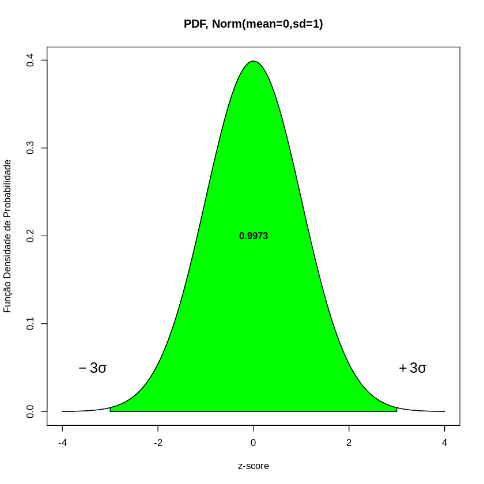 PDF, Norm(mean=0,sd=1)
Função Densidade de Probabilidade
0.4
0.3
0.2
0.1
0.0
0.9973
−3σ
+3σ
-4
-2
0
2
4
z-score